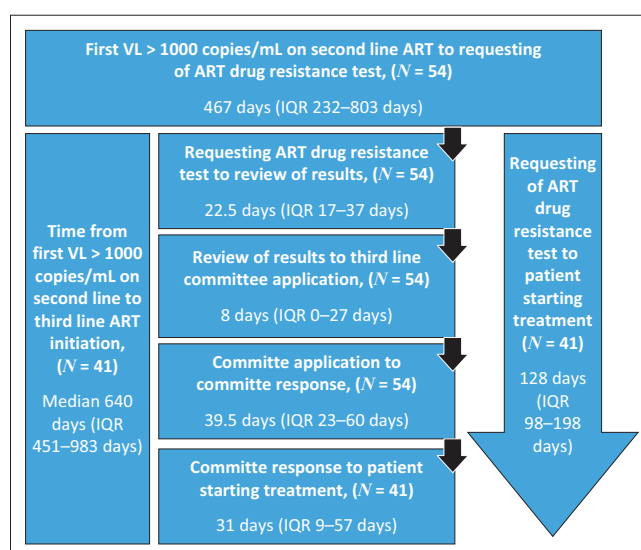 First VL > 1000 copies/mL on second line ART to requesting
of ART drug resistance test, (N = 54)
467 days (IQR 232–803 days)
Time from
first VL > 1000
copies/mL on
second line to
third line ART
initiation,
(N = 41)
Median 640
days (IQR
451–983 days)
Requesting ART drug resistance
test to review of results, (N = 54)
22.5 days (IQR 17–37 days)
Review of results to third line
committee application, (N = 54)
8 days (IQR 0–27 days)
Committe application to
committe response, (N = 54)
39.5 days (IQR 23–60 days)
Committe response to patient
starting treatment, (N = 41)
31 days (IQR 9–57 days)
Requesting
of ART
drug
resistance
test to
patient
starting
treatment
(N = 41)
128 days
(IQR
98–198
days)